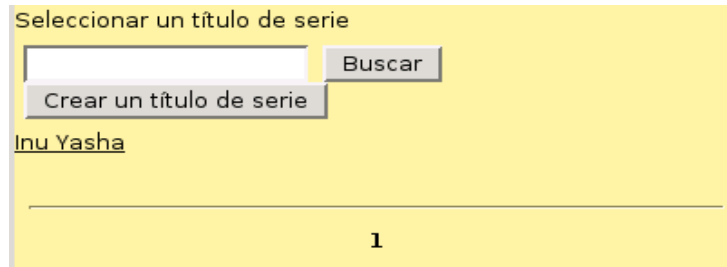 Seleccionar un título de serie
Buscar
Crear un título de serie
Inu Yasha
1